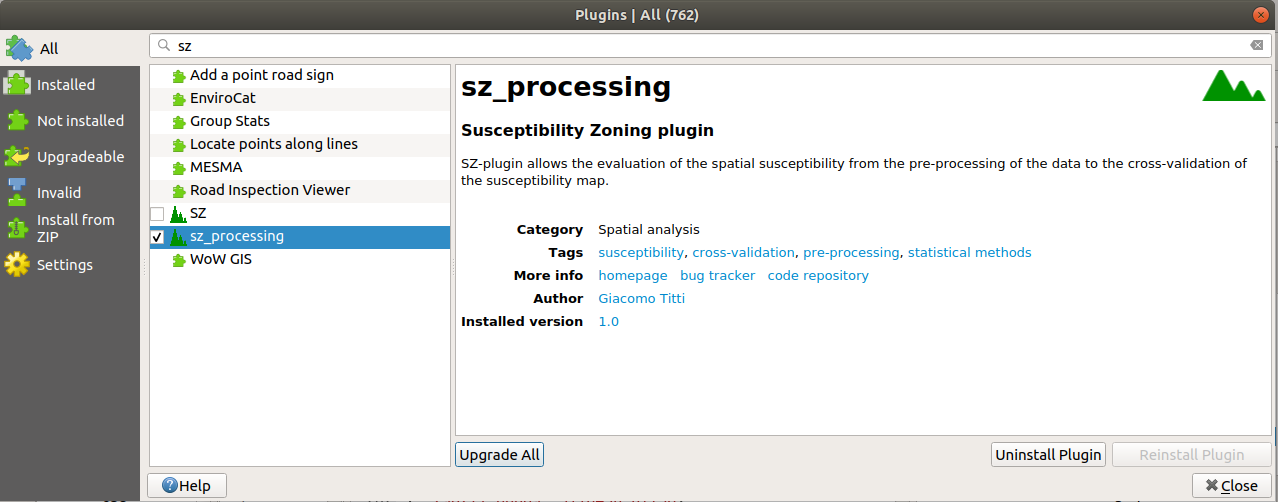 Plugins | All (762)
sz
All
Installed
Not installed
Upgradeable
Invalid
Install from
ZIP
Settings
Add a point road sign
EnviroCat
Group Stats
Locate points along lines
MESMA
Road Inspection Viewer
SZ
sz_processing
WoW GIS
sz_processing
Susceptibility Zoning plugin
SZ-plugin allows the evaluation of the spatial susceptibility from the pre-processing of the data to the cross-validation of
the susceptibility map.
Category Spatial analysis
Tags susceptibility, cross-validation, pre-processing, statistical methods
More info homepage bug tracker code repository
Author Giacomo Titti
Installed version 1.0
Upgrade All Uninstall Plugin Reinstall Plugin
Help Close